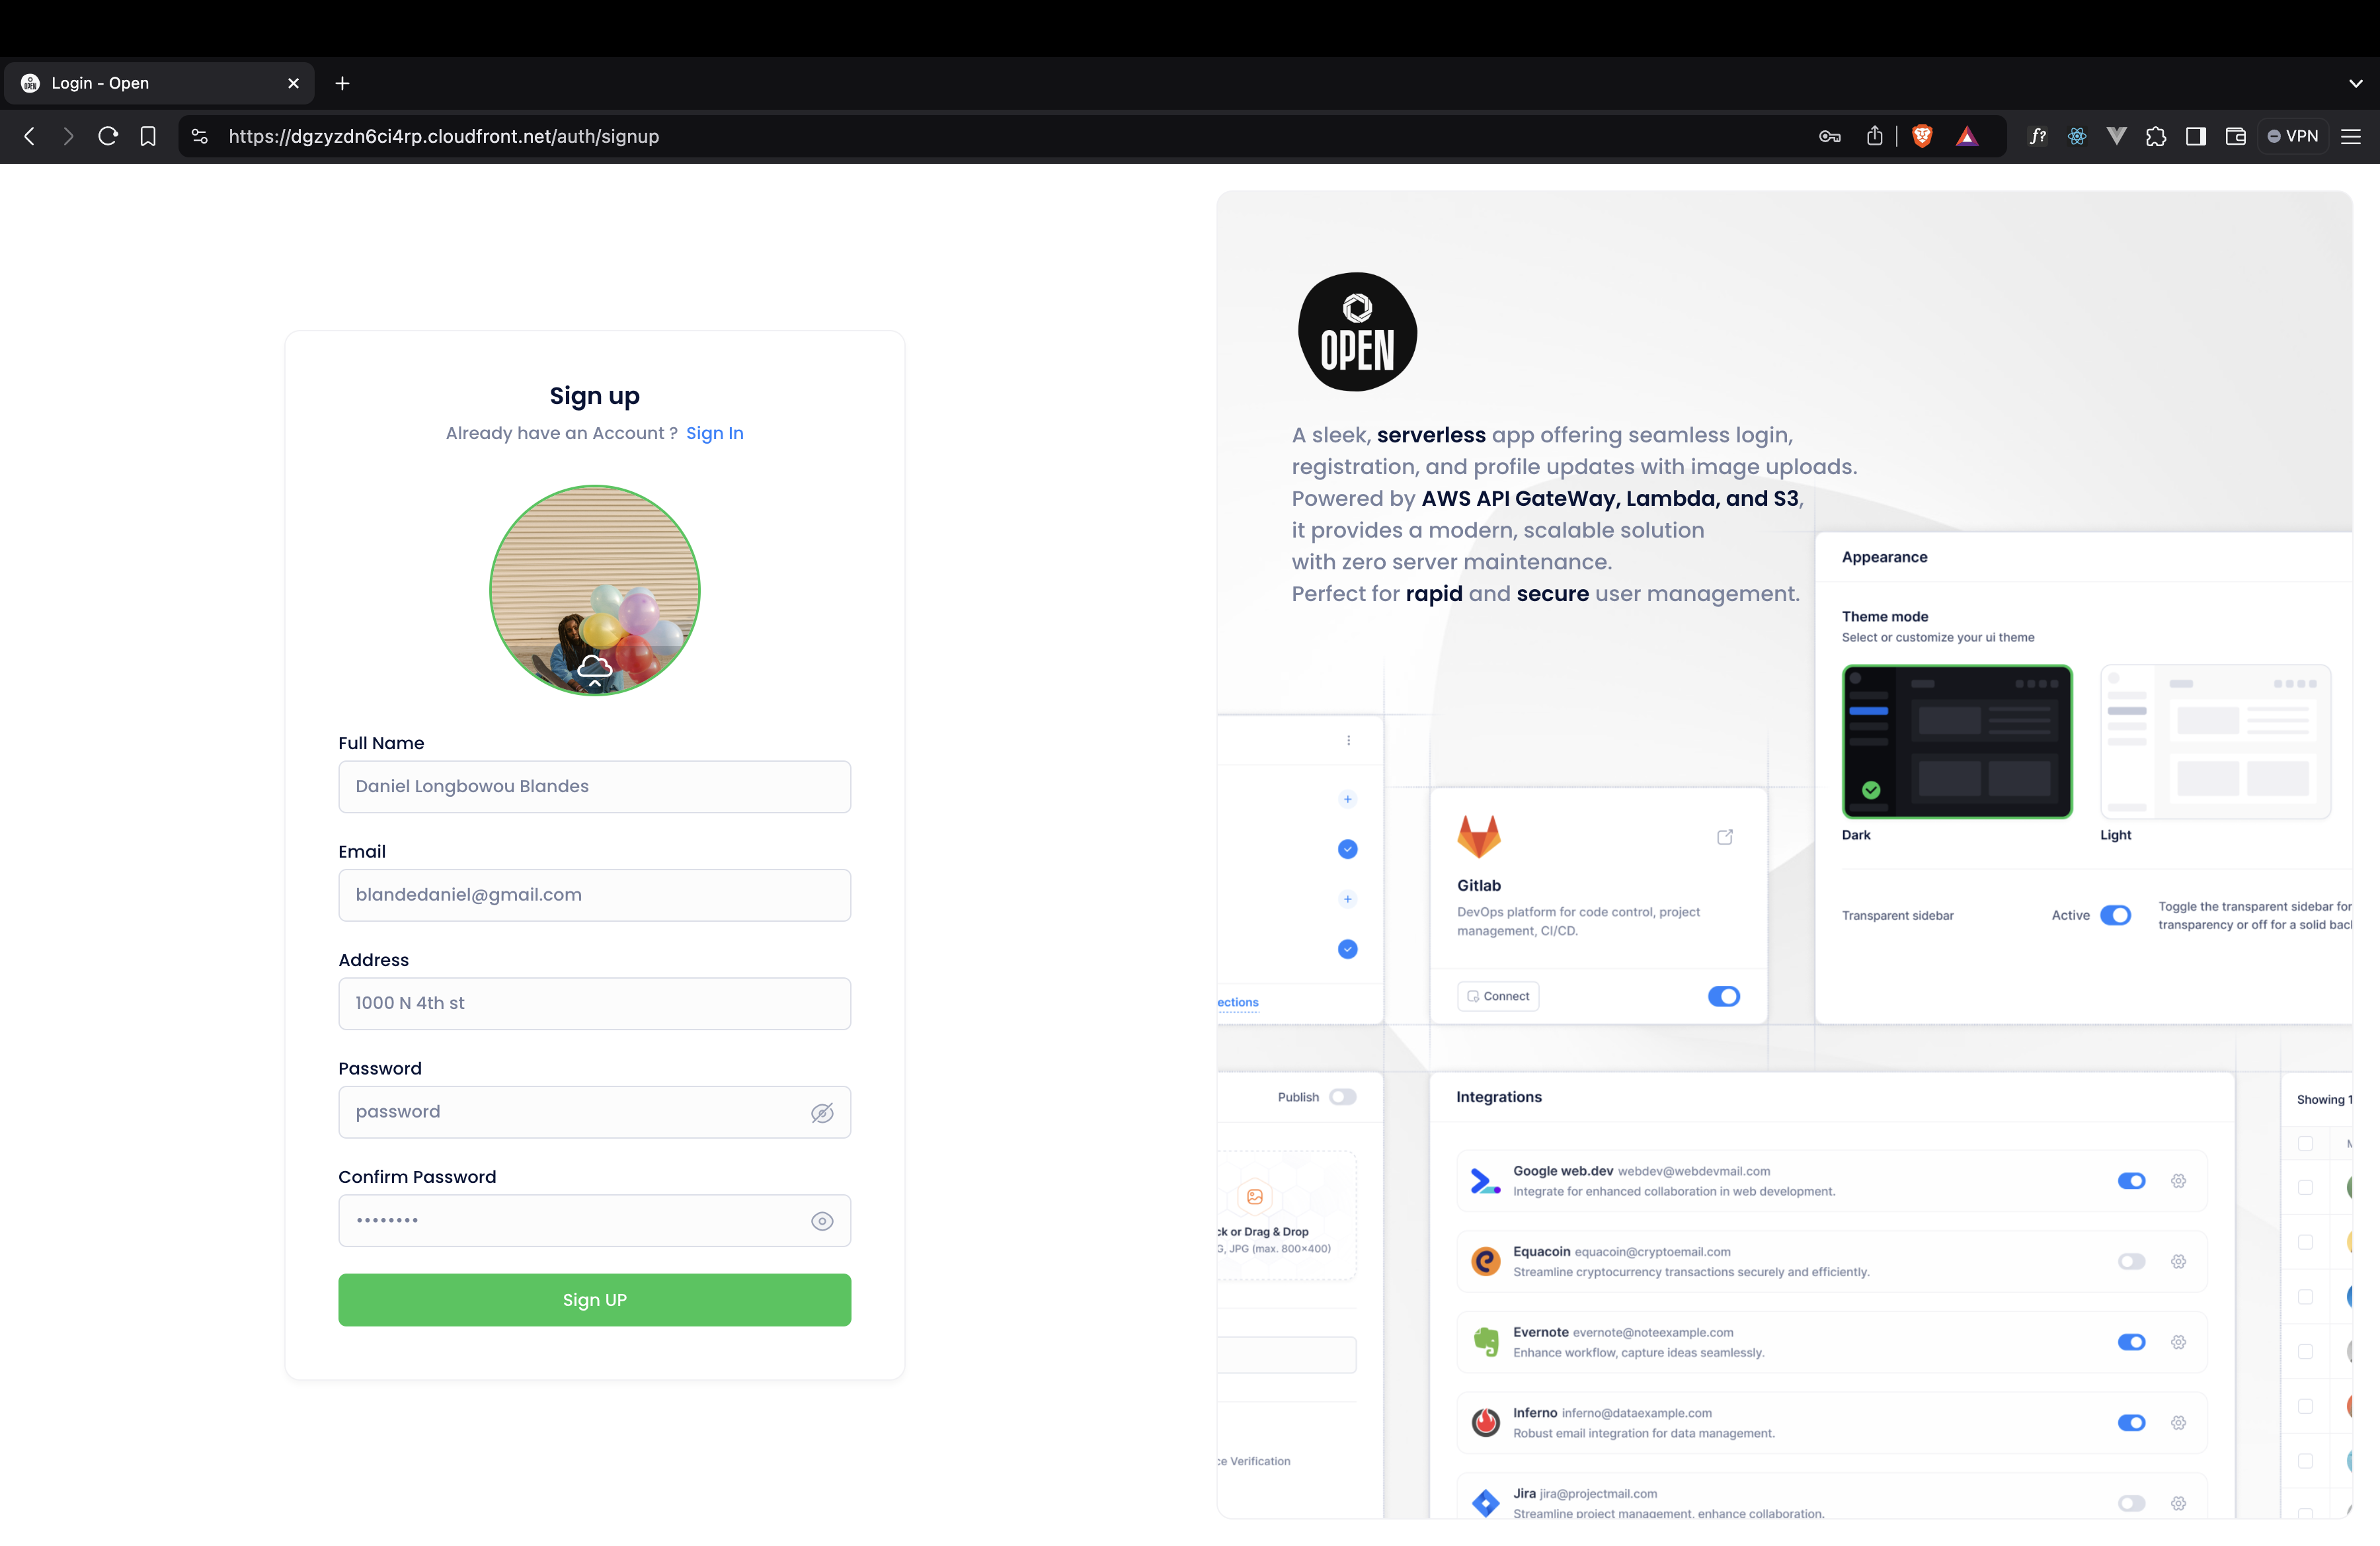 OPEN
Login - Open
https://dgzyzdn6ci4rp.cloudfront.net/auth/signup
f?
VPN
Sign up
Already have an Account ? Sign In
Full Name
Daniel Longbowou Blandes
Email
blandedaniel@gmail.com
Address
1000 N 4th st
Password
password
Confirm Password
••••••••
Sign UP
OPEN
A sleek, serverless app offering seamless login,
registration, and profile updates with image uploads.
Powered by AWS API GateWay, Lambda, and S3,
it provides a modern, scalable solution
with zero server maintenance.
Perfect for rapid and secure user management.
Appearance
Theme mode
Select or customize your ui theme
Dark
Light
Transparent sidebar
Active
Toggle the transparent sidebar for
transparency or off for a solid bacl
ections
Gitlab
DevOps platform for code control, project
management, CI/CD.
Connect
Publish
ck or Drag & Drop
G, JPG (max. 800×400)
ce Verification
Integrations
Google web.dev webdev@webdevmail.com
Integrate for enhanced collaboration in web development.
Equacoin equacoin@cryptoemail.com
Streamline cryptocurrency transactions securely and efficiently.
Evernote evernote@noteexample.com
Enhance workflow, capture ideas seamlessly.
Inferno inferno@dataexample.com
Robust email integration for data management.
Jira jira@projectmail.com
Streamline project management, enhance collaboration.
Showing 1